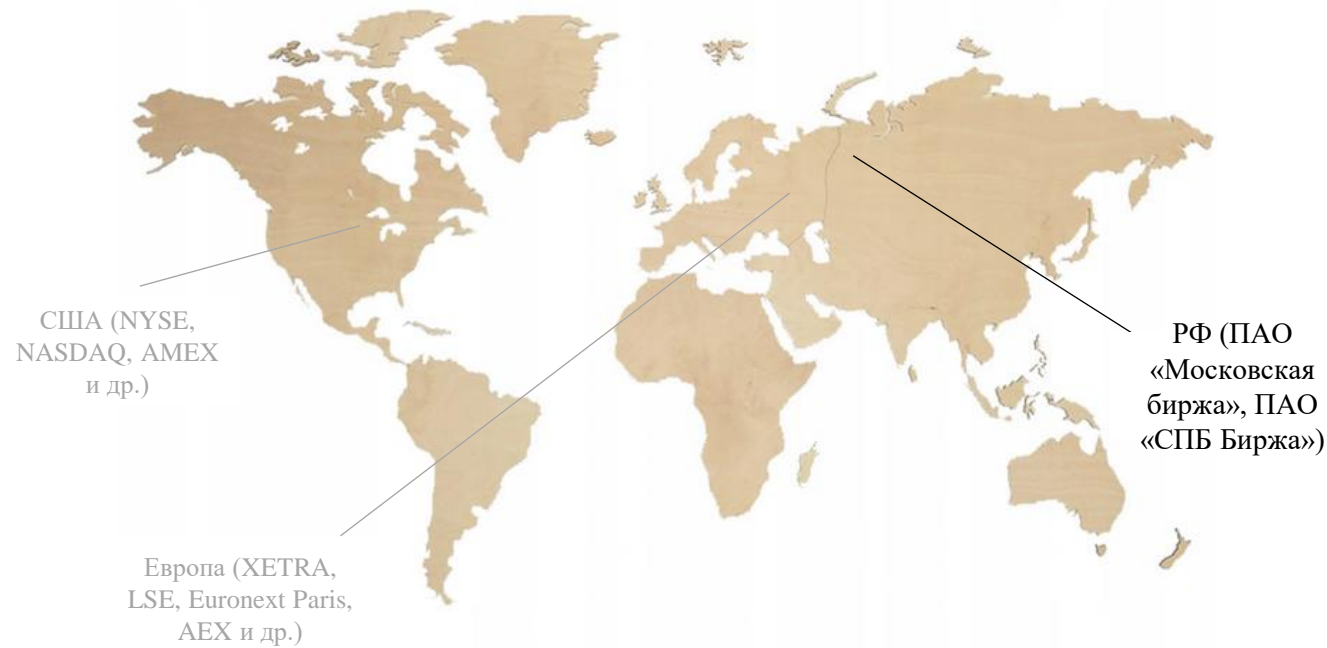 США (NYSE,
NASDAQ, AMEX
и др.)
Европа (XETRA,
LSE, Euronext Paris,
AEX и др.)
РФ (ПАО
«Московская
биржа», ПАО
«СПБ Биржа»)